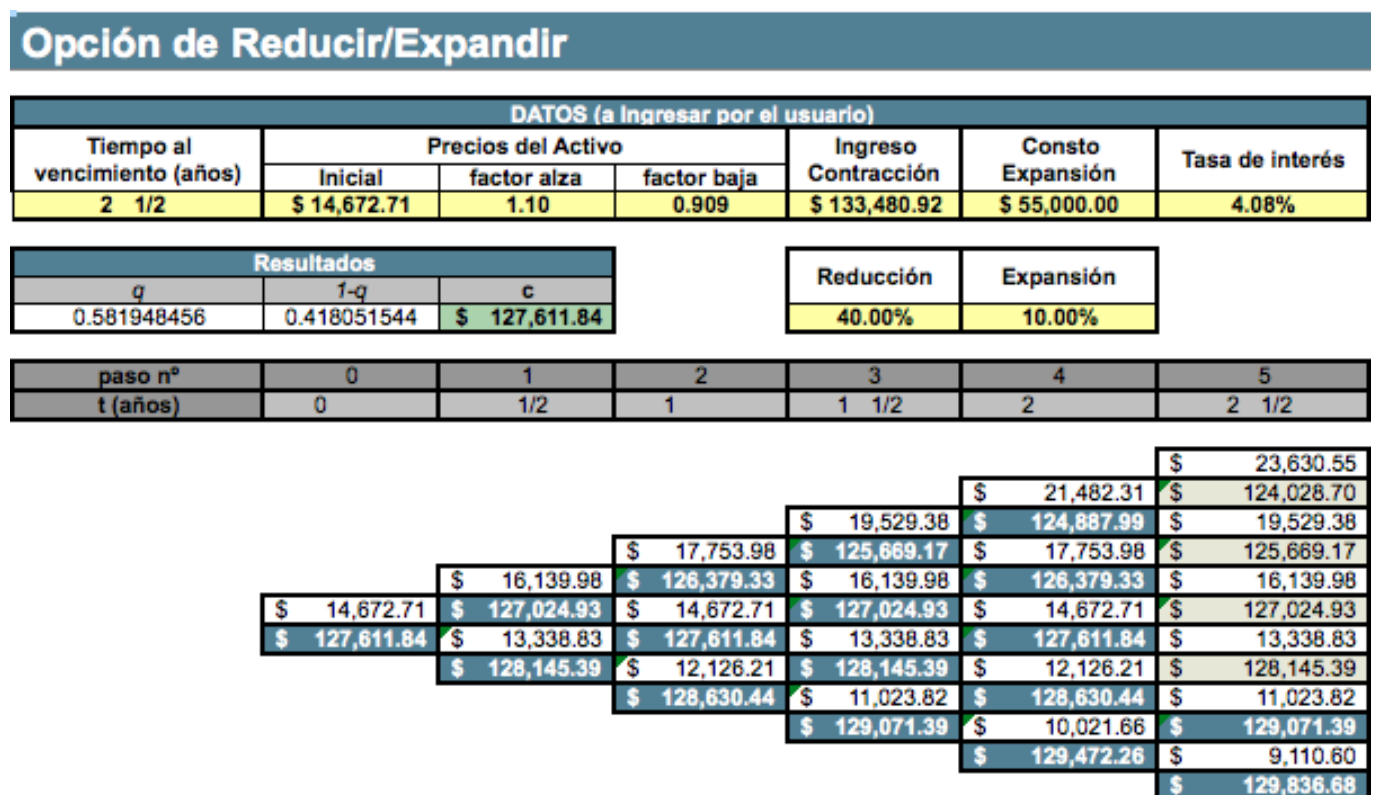 Opción de Reducir/Expandir
DATOS (a Ingresar por el usuario)
Tiempo al vencimiento (años) Precios del Activo Ingreso Contracción Consto Expansión Tasa de interés
Inicial factor alza factor baja
2 1/2 $ 14,672.71 1.10 0.909 $ 133,480.92 $ 55,000.00 4.08%
Resultados
q 1-q c Reducción Expansión
0.581948456 0.418051544 $ 127,611.84 40.00% 10.00%
paso nº 0 1 2 3 4 5
t (años) 0 1/2 1 1 1/2 2 2 1/2
$ 23,630.55
$ 21,482.31 $ 124,028.70
$ 19,529.38 $ 124,887.99 $ 19,529.38
$ 17,753.98 $ 125,669.17 $ 17,753.98 $ 125,669.17
$ 16,139.98 $ 126,379.33 $ 16,139.98 $ 126,379.33 $ 16,139.98
$ 14,672.71 $ 127,024.93 $ 14,672.71 $ 127,024.93 $ 14,672.71 $ 127,024.93
$ 127,611.84 $ 13,338.83 $ 127,611.84 $ 13,338.83 $ 127,611.84 $ 13,338.83
$ 128,145.39 $ 12,126.21 $ 128,145.39 $ 12,126.21 $ 128,145.39
$ 128,630.44 $ 11,023.82 $ 128,630.44 $ 11,023.82
$ 129,071.39 $ 10,021.66 $ 129,071.39
$ 129,472.26 $ 9,110.60
$ 129,836.68